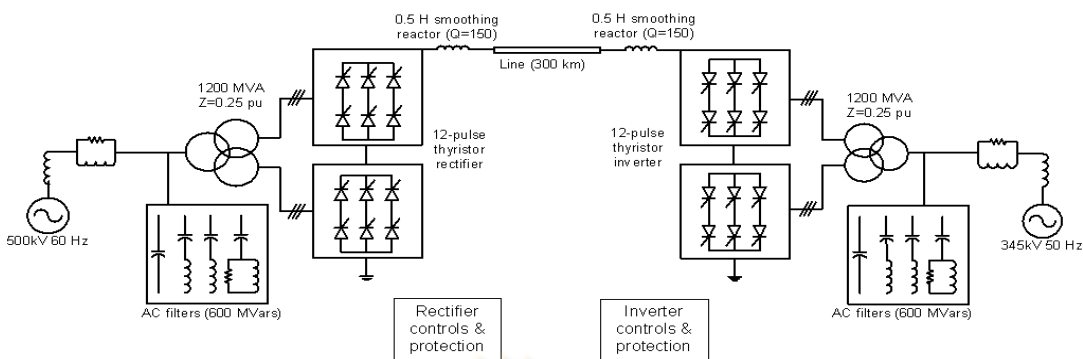 0.5 H smoothing
reactor (Q=150)
0.5 H smoothing
reactor (Q=150)
Line (300 km)
1200 MVA
Z=0.25 pu
1200 MVA
Z=0.25 pu
12-pulse
thyristor
rectifier
12-pulse
thyristor
inverter
500kV 60 Hz
345kV 50 Hz
AC filters (600 MVars)
AC filters (600 MVars)
Rectifier
controls &
protection
Inverter
controls &
protection